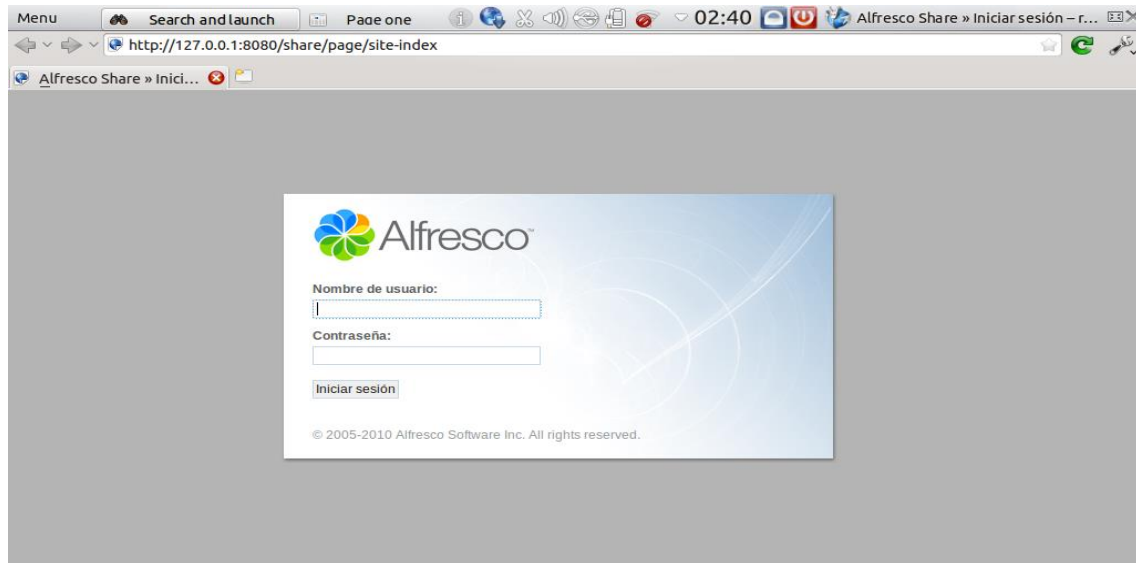 Menu Search and launch Page one 02:40 Alfresco Share » Iniciar sesión – r...
http://127.0.0.1:8080/share/page/site-index
Alfresco Share » Inici...
Alfresco™
Nombre de usuario:
Contraseña:
Iniciar sesión
© 2005-2010 Alfresco Software Inc. All rights reserved.